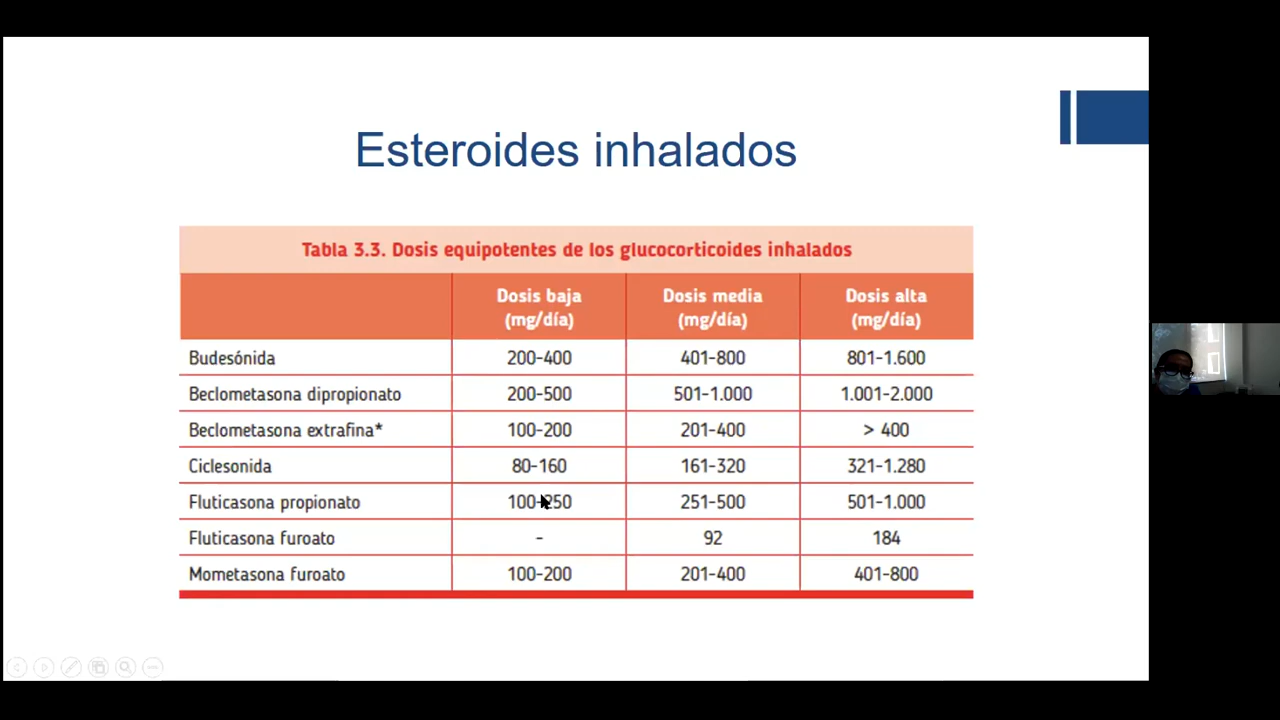 Esteroides inhalados
Tabla 3.3. Dosis equipotentes de los glucocorticoides inhalados
Dosis baja (mg/día) Dosis media (mg/día) Dosis alta (mg/día)
Budesónida 200-400 401-800 801-1.600
Beclometasona dipropionato 200-500 501-1.000 1.001-2.000
Beclometasona extrafina* 100-200 201-400 > 400
Ciclesonida 80-160 161-320 321-1.280
Fluticasona propionato 100-250 251-500 501-1.000
Fluticasona furoato - 92 184
Mometasona furoato 100-200 201-400 401-800